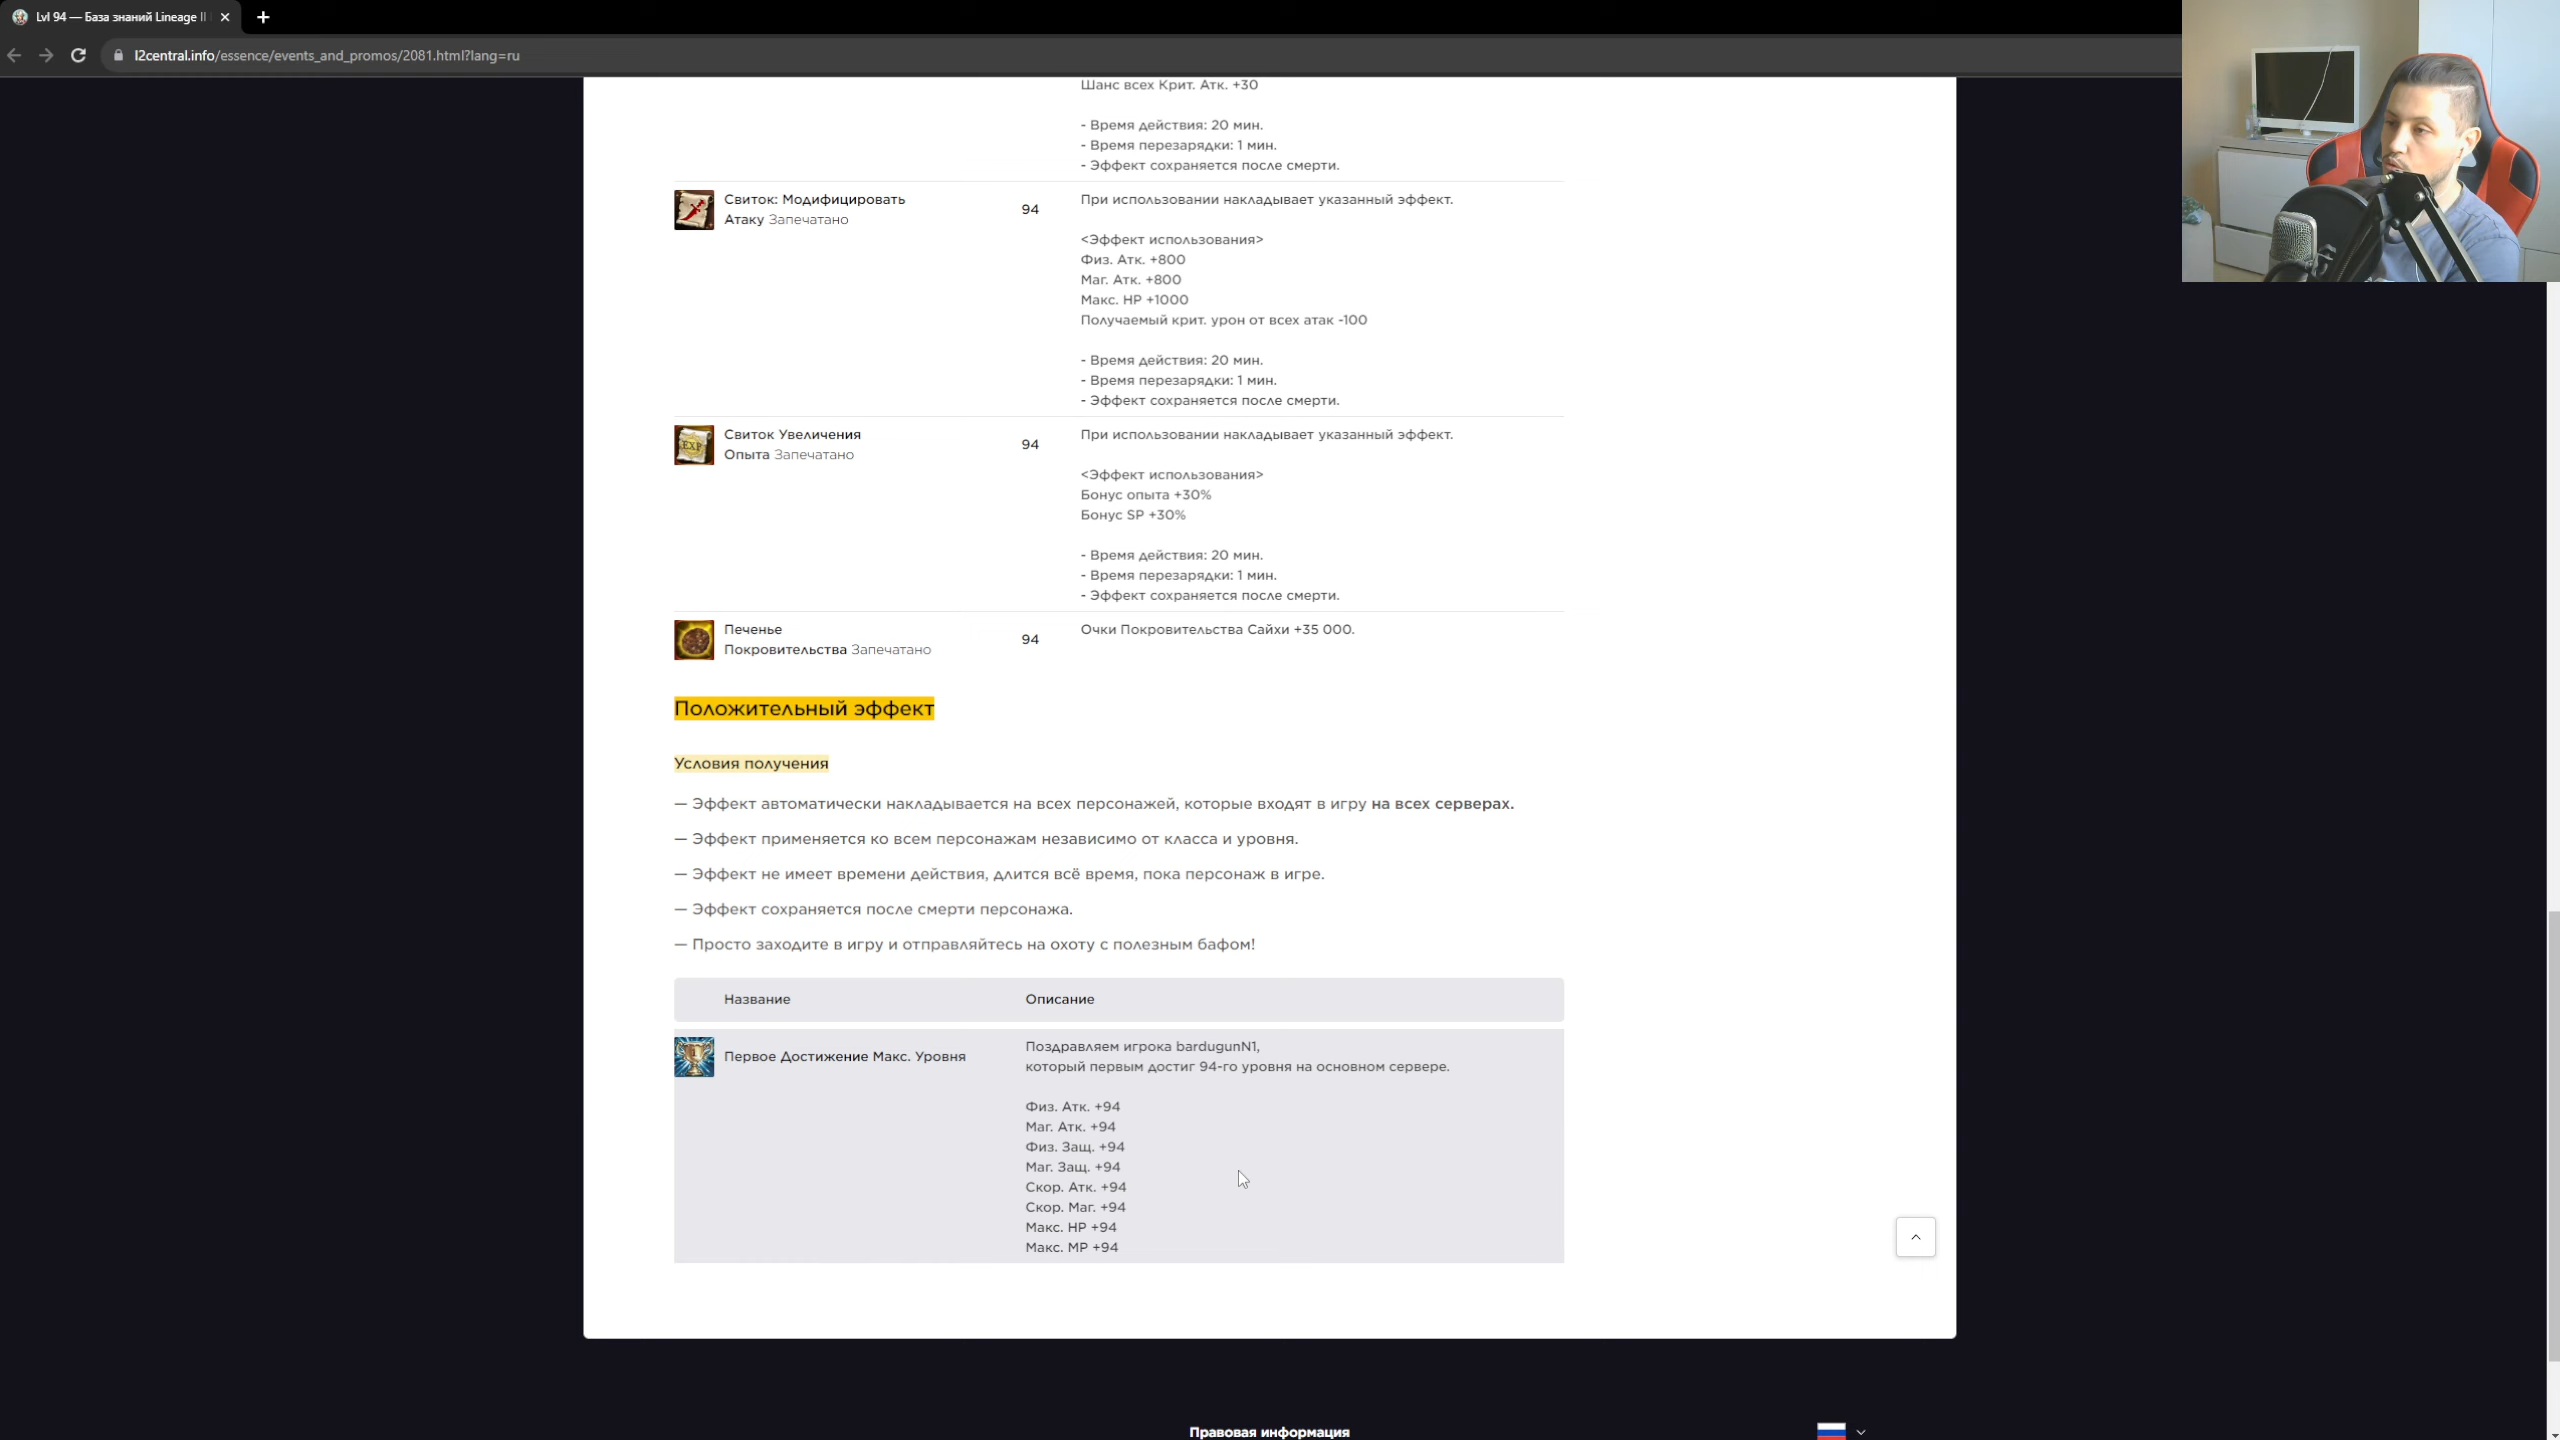 Lvl 94 — База знаний Lineage II
l2central.info/essence/events_and_promos/2081.html?lang=ru
Шанс всех Крит. Атк. +30
- Время действия: 20 мин.
- Время перезарядки: 1 мин.
- Эффект сохраняется после смерти.
Свиток: Модифицировать
Атаку Запечатано
94
При использовании накладывает указанный эффект.
<Эффект использования>
Физ. Атк. +800
Маг. Атк. +800
Макс. HP +1000
Получаемый крит. урон от всех атак -100
- Время действия: 20 мин.
- Время перезарядки: 1 мин.
- Эффект сохраняется после смерти.
EXP
Свиток Увеличения
Опыта Запечатано
94
При использовании накладывает указанный эффект.
<Эффект использования>
Бонус опыта +30%
Бонус SP +30%
- Время действия: 20 мин.
- Время перезарядки: 1 мин.
- Эффект сохраняется после смерти.
Печенье
Покровительства Запечатано
94
Очки Покровительства Сайхи +35 000.
Положительный эффект
Условия получения
— Эффект автоматически накладывается на всех персонажей, которые входят в игру на всех серверах.
— Эффект применяется ко всем персонажам независимо от класса и уровня.
— Эффект не имеет времени действия, длится всё время, пока персонаж в игре.
— Эффект сохраняется после смерти персонажа.
— Просто заходите в игру и отправляйтесь на охоту с полезным бафом!
Название Описание
Первое Достижение Макс. Уровня
Поздравляем игрока bardugunN1,
который первым достиг 94-го уровня на основном сервере.
Физ. Атк. +94
Маг. Атк. +94
Физ. Защ. +94
Маг. Защ. +94
Скор. Атк. +94
Скор. Маг. +94
Макс. HP +94
Макс. MP +94
Правовая информация